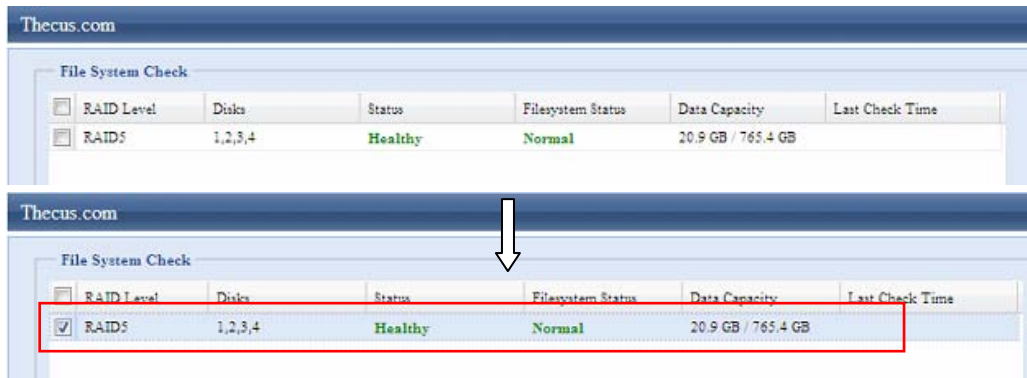 Thecus.com
File System Check
RAID Level Disks Status Filesystem Status Data Capacity Last Check Time
RAID5 1,2,3,4 Healthy Normal 20.9 GB / 765.4 GB
Thecus.com
File System Check
RAID Level Disks Status Filesystem Status Data Capacity Last Check Time
RAID5 1,2,3,4 Healthy Normal 20.9 GB / 765.4 GB